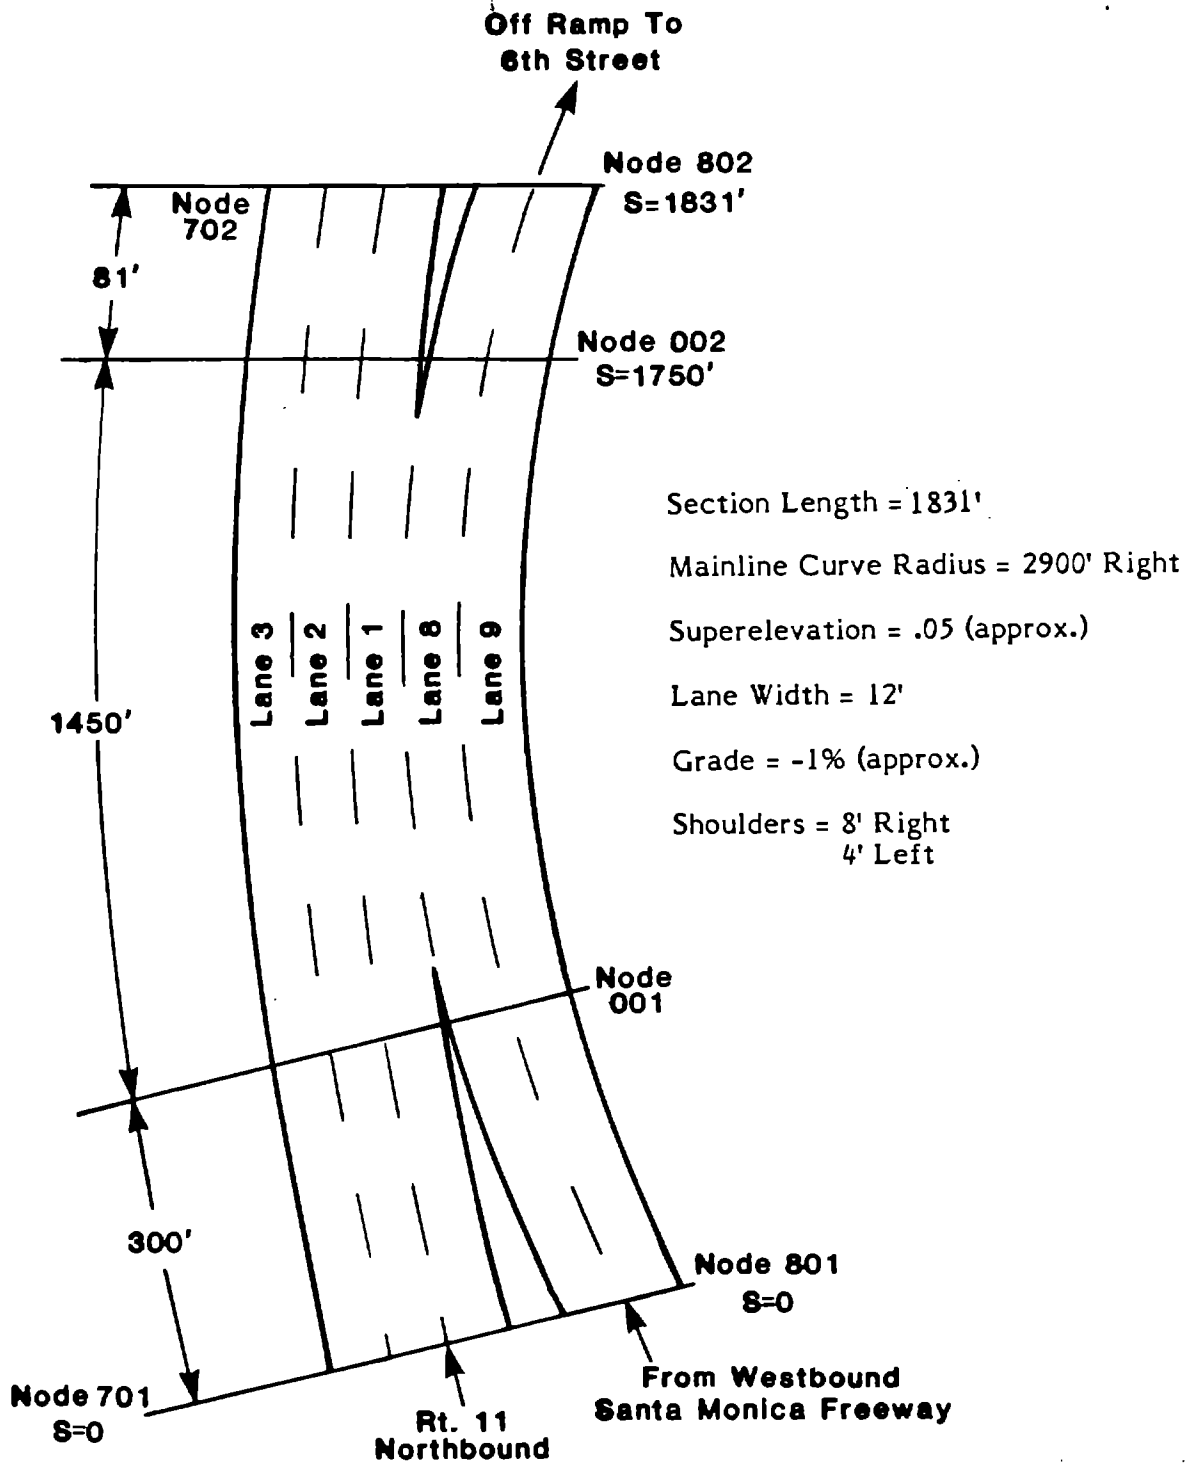 Off Ramp To
6th Street
Node 802
S=1831'
Node
702
81'
Node 002
S=1750'
Section Length = 1831'
Mainline Curve Radius = 2900' Right
Superelevation = .05 (approx.)
Lane Width = 12'
Grade = -1% (approx.)
Shoulders = 8' Right
4' Left
Lane 3
Lane 2
Lane 1
Lane 8
Lane 9
1450'
Node
001
300'
Node 801
S=0
From Westbound
Santa Monica Freeway
Node 701
S=0
Rt. 11
Northbound